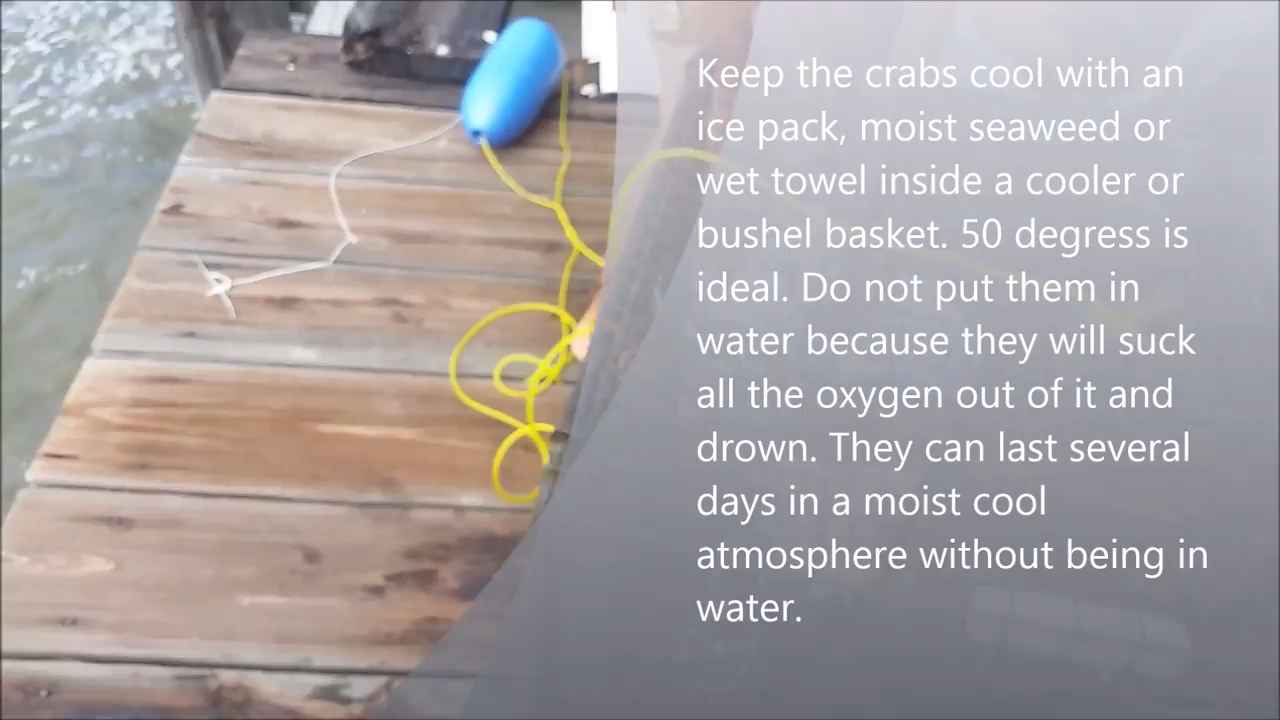 Keep the crabs cool with an
ice pack, moist seaweed or
wet towel inside a cooler or
bushel basket. 50 degress is
ideal. Do not put them in
water because they will suck
all the oxygen out of it and
drown. They can last several
days in a moist cool
atmosphere without being in
water.